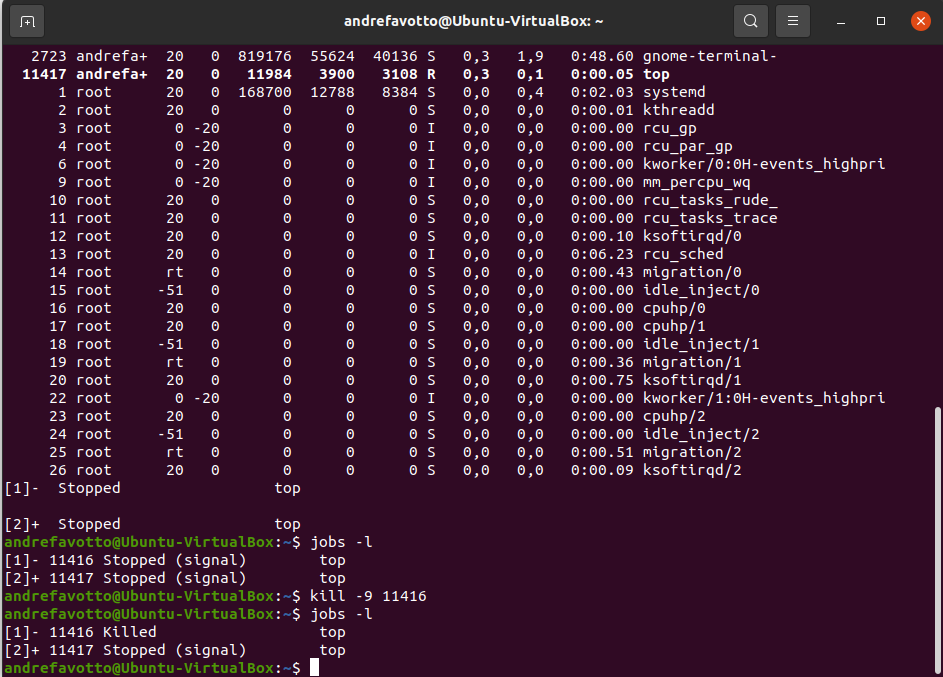 andrefavotto@Ubuntu-VirtualBox: ~
2723 andrefa+ 20 0 819176 55624 40136 S 0,3 1,9 0:48.60 gnome-terminal-
11417 andrefa+ 20 0 11984 3900 3108 R 0,3 0,1 0:00.05 top
1 root 20 0 168700 12788 8384 S 0,0 0,4 0:02.03 systemd
2 root 20 0 0 0 0 S 0,0 0,0 0:00.01 kthreadd
3 root 0 -20 0 0 0 I 0,0 0,0 0:00.00 rcu_gp
4 root 0 -20 0 0 0 I 0,0 0,0 0:00.00 rcu_par_gp
6 root 0 -20 0 0 0 I 0,0 0,0 0:00.00 kworker/0:0H-events_highpri
9 root 0 -20 0 0 0 I 0,0 0,0 0:00.00 mm_percpu_wq
10 root 20 0 0 0 0 S 0,0 0,0 0:00.00 rcu_tasks_rude_
11 root 20 0 0 0 0 S 0,0 0,0 0:00.00 rcu_tasks_trace
12 root 20 0 0 0 0 S 0,0 0,0 0:00.10 ksoftirqd/0
13 root 20 0 0 0 0 I 0,0 0,0 0:06.23 rcu_sched
14 root rt 0 0 0 0 S 0,0 0,0 0:00.43 migration/0
15 root -51 0 0 0 0 S 0,0 0,0 0:00.00 idle_inject/0
16 root 20 0 0 0 0 S 0,0 0,0 0:00.00 cpuhp/0
17 root 20 0 0 0 0 S 0,0 0,0 0:00.00 cpuhp/1
18 root -51 0 0 0 0 S 0,0 0,0 0:00.00 idle_inject/1
19 root rt 0 0 0 0 S 0,0 0,0 0:00.36 migration/1
20 root 20 0 0 0 0 S 0,0 0,0 0:00.75 ksoftirqd/1
22 root 0 -20 0 0 0 I 0,0 0,0 0:00.00 kworker/1:0H-events_highpri
23 root 20 0 0 0 0 S 0,0 0,0 0:00.00 cpuhp/2
24 root -51 0 0 0 0 S 0,0 0,0 0:00.00 idle_inject/2
25 root rt 0 0 0 0 S 0,0 0,0 0:00.51 migration/2
26 root 20 0 0 0 0 S 0,0 0,0 0:00.09 ksoftirqd/2
[1]-  Stopped                 top
[2]+  Stopped                 top
andrefavotto@Ubuntu-VirtualBox:~$ jobs -l
[1]- 11416 Stopped (signal)        top
[2]+ 11417 Stopped (signal)        top
andrefavotto@Ubuntu-VirtualBox:~$ kill -9 11416
andrefavotto@Ubuntu-VirtualBox:~$ jobs -l
[1]- 11416 Killed                  top
[2]+ 11417 Stopped (signal)        top
andrefavotto@Ubuntu-VirtualBox:~$